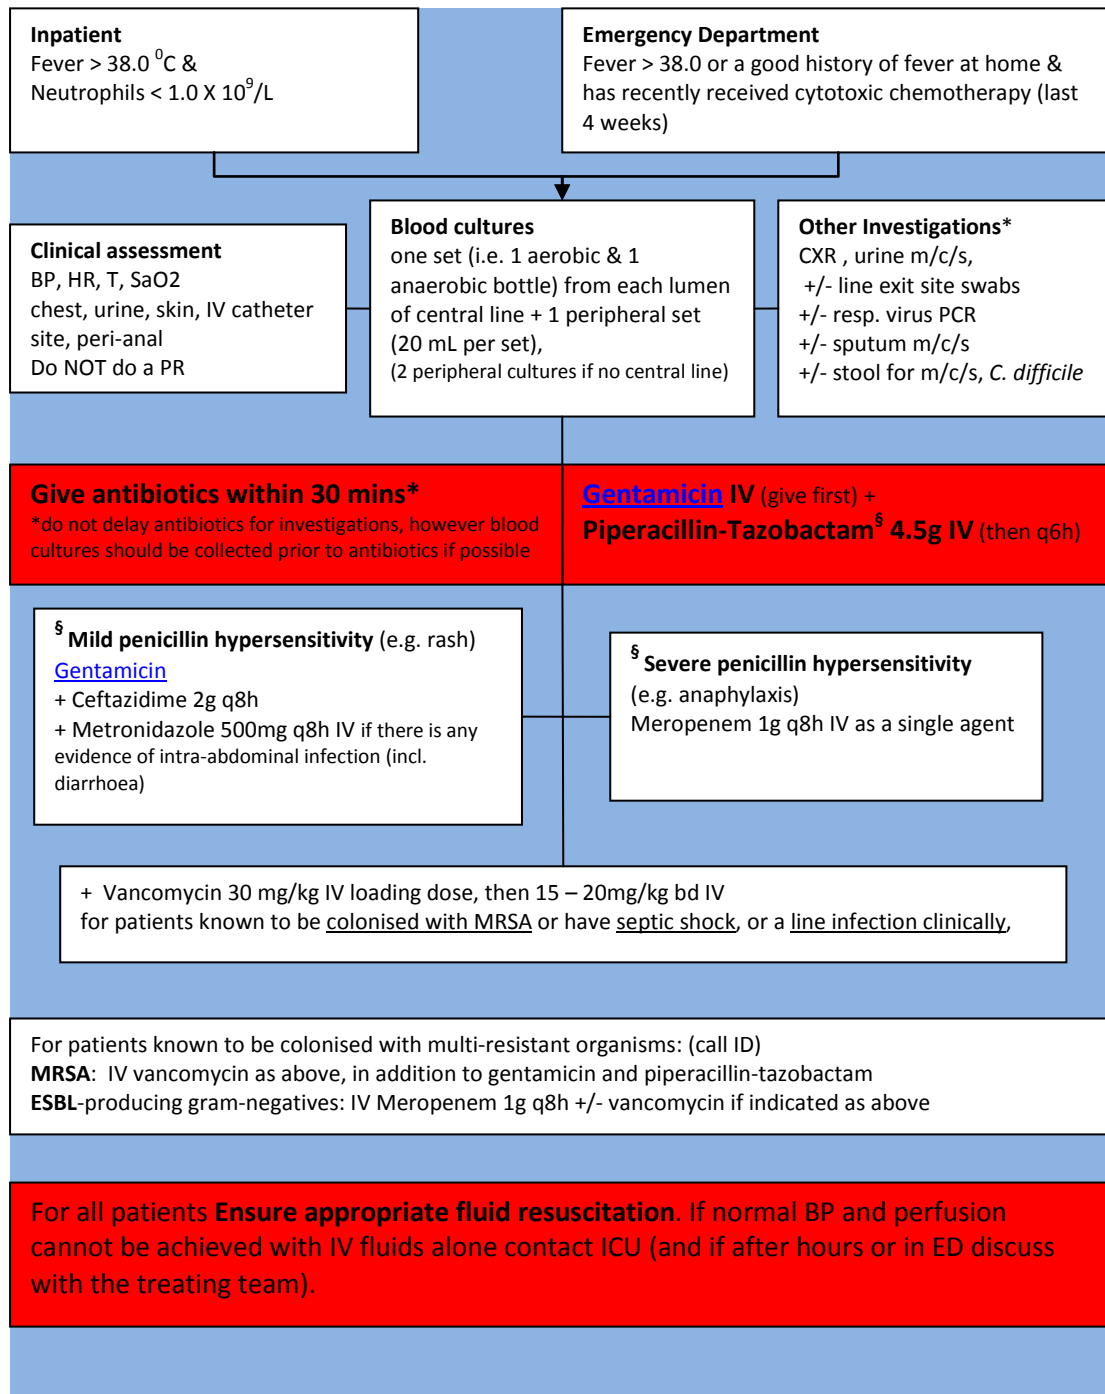 Inpatient
Fever > 38.0 ⁰C &
Neutrophils < 1.0 X 10⁹/L
Emergency Department
Fever > 38.0 or a good history of fever at home &
has recently received cytotoxic chemotherapy (last
4 weeks)
Clinical assessment
BP, HR, T, SaO2
chest, urine, skin, IV catheter
site, peri-anal
Do NOT do a PR
Blood cultures
one set (i.e. 1 aerobic & 1
anaerobic bottle) from each lumen
of central line + 1 peripheral set
(20 mL per set),
(2 peripheral cultures if no central line)
Other Investigations*
CXR , urine m/c/s,
+/- line exit site swabs
+/- resp. virus PCR
+/- sputum m/c/s
+/- stool for m/c/s, C. difficile
Give antibiotics within 30 mins*
*do not delay antibiotics for investigations, however blood
cultures should be collected prior to antibiotics if possible
Gentamicin IV (give first) +
Piperacillin-Tazobactam§ 4.5g IV (then q6h)
§ Mild penicillin hypersensitivity (e.g. rash)
Gentamicin
+ Ceftazidime 2g q8h
+ Metronidazole 500mg q8h IV if there is any
evidence of intra-abdominal infection (incl.
diarrhoea)
§ Severe penicillin hypersensitivity
(e.g. anaphylaxis)
Meropenem 1g q8h IV as a single agent
+ Vancomycin 30 mg/kg IV loading dose, then 15 – 20mg/kg bd IV
for patients known to be colonised with MRSA or have septic shock, or a line infection clinically,
For patients known to be colonised with multi-resistant organisms: (call ID)
MRSA: IV vancomycin as above, in addition to gentamicin and piperacillin-tazobactam
ESBL-producing gram-negatives: IV Meropenem 1g q8h +/- vancomycin if indicated as above
For all patients Ensure appropriate fluid resuscitation. If normal BP and perfusion
cannot be achieved with IV fluids alone contact ICU (and if after hours or in ED discuss
with the treating team).